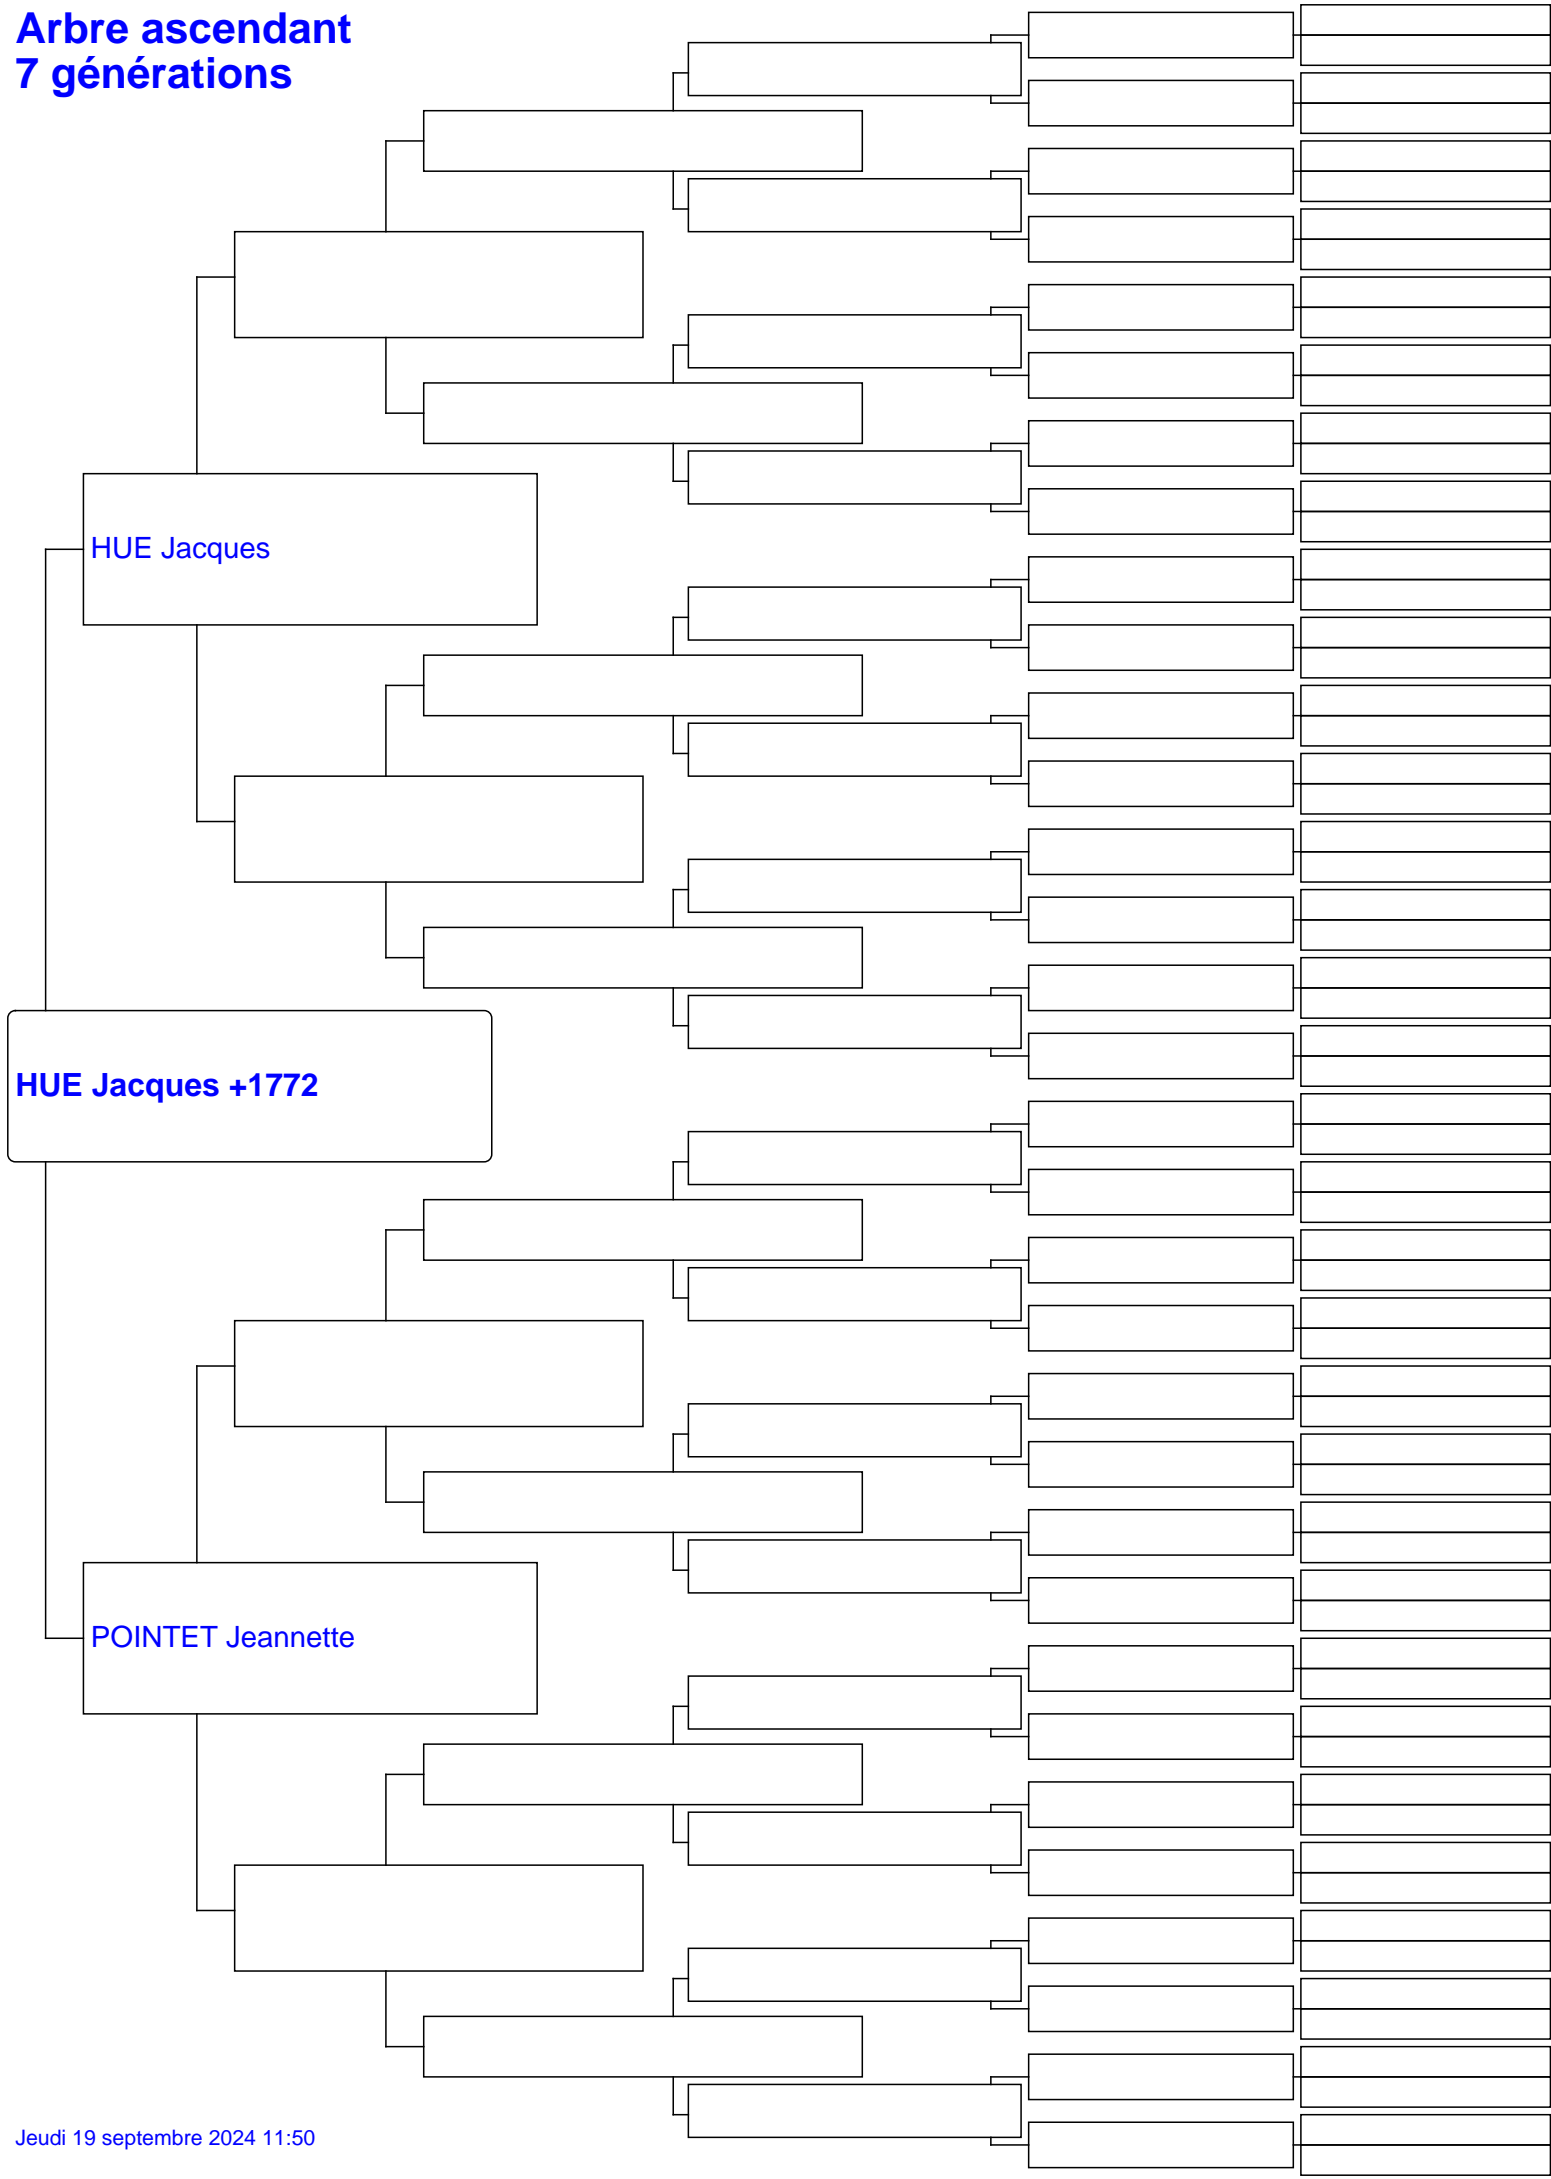 Arbre ascendant
7 générations
HUE Jacques
HUE Jacques +1772
POINTET Jeannette
Jeudi 19 septembre 2024 11:50